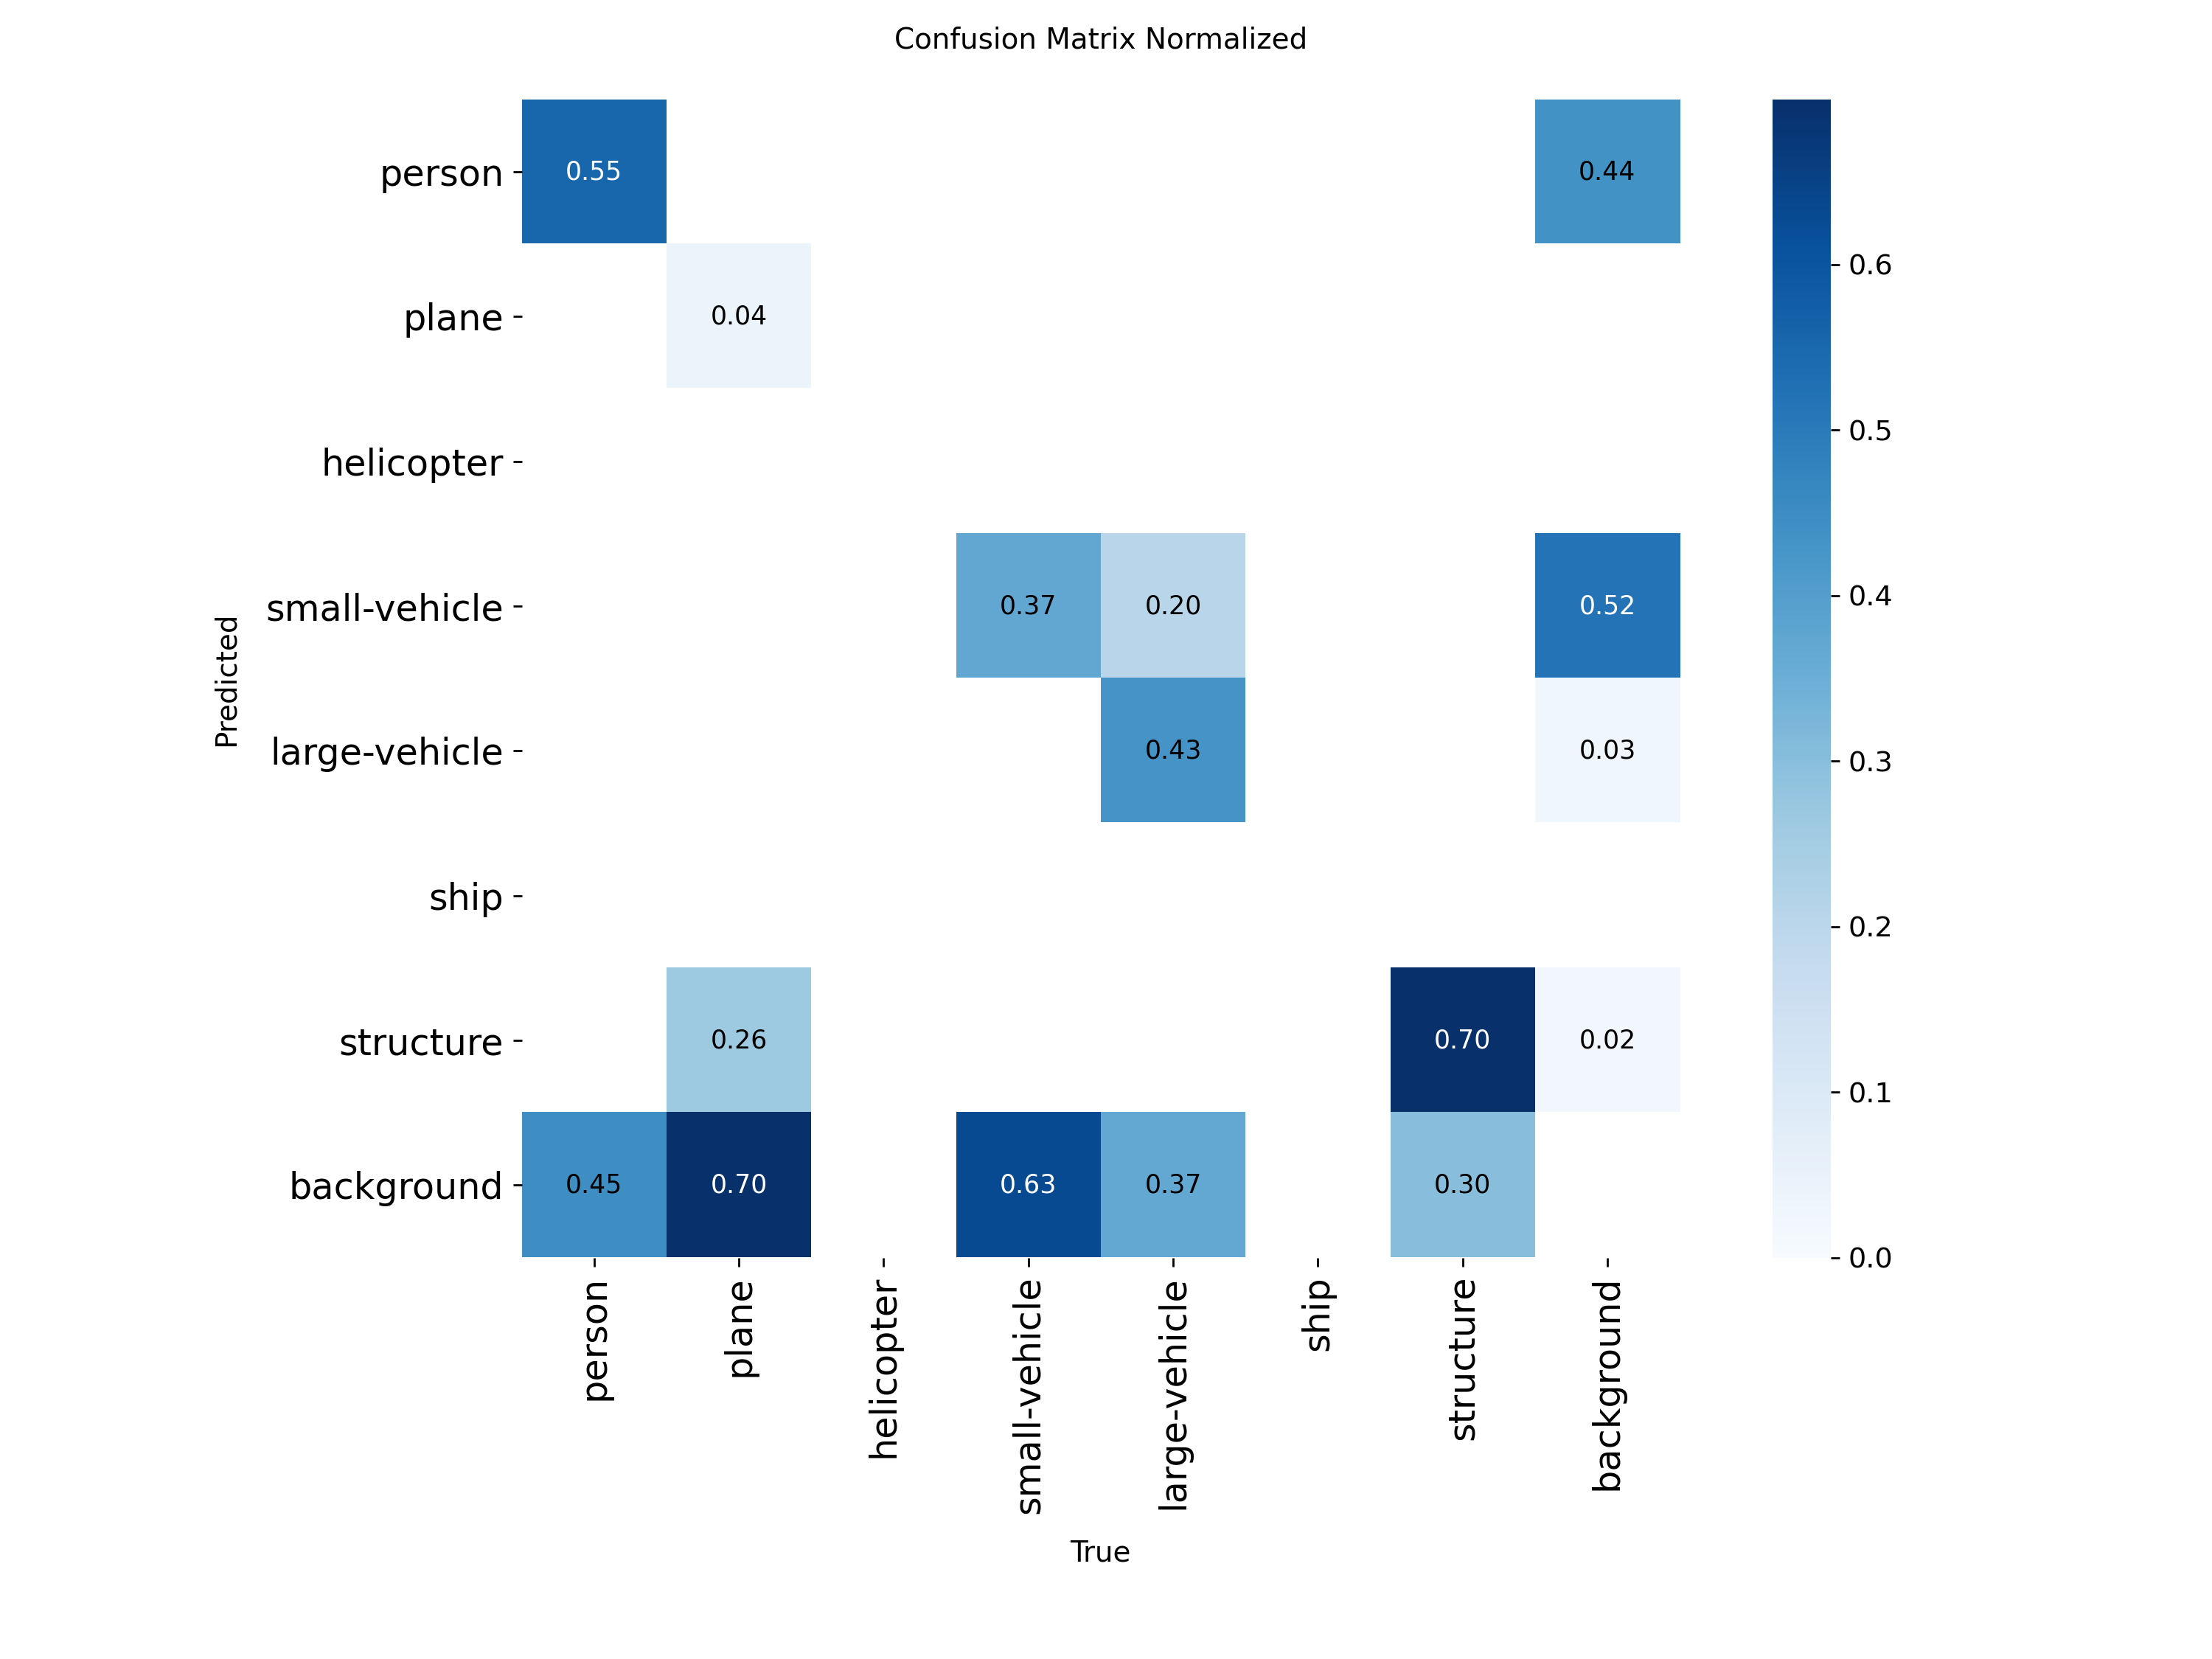 Confusion Matrix Normalized
person
0.55
0.44
plane
0.04
helicopter
small-vehicle
0.37
0.20
0.52
large-vehicle
0.43
0.03
ship
structure
0.26
0.70
0.02
background
0.45
0.70
0.63
0.37
0.30
Predicted
person
plane
helicopter
small-vehicle
large-vehicle
ship
structure
background
True
0.6
0.5
0.4
0.3
0.2
0.1
0.0